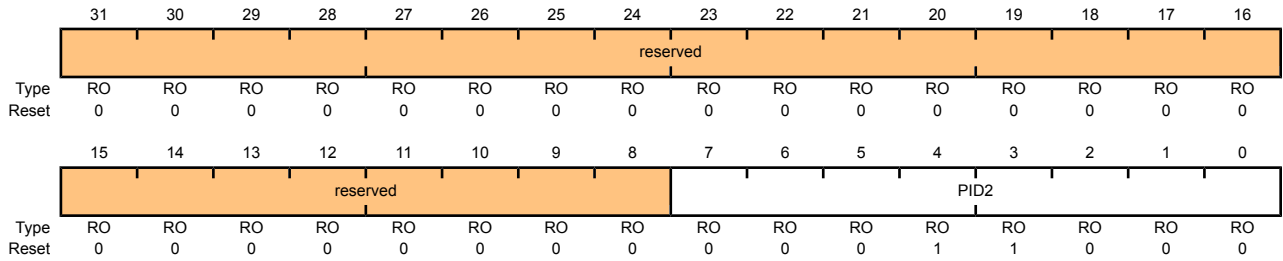 31 30 29 28 27 26 25 24 23 22 21 20 19 18 17 16
reserved
Type RO RO RO RO RO RO RO RO RO RO RO RO RO RO RO RO
Reset 0 0 0 0 0 0 0 0 0 0 0 0 0 0 0 0
15 14 13 12 11 10 9 8 7 6 5 4 3 2 1 0
reserved PID2
Type RO RO RO RO RO RO RO RO RO RO RO RO RO RO RO RO
Reset 0 0 0 0 0 0 0 0 0 0 0 1 1 0 0 0